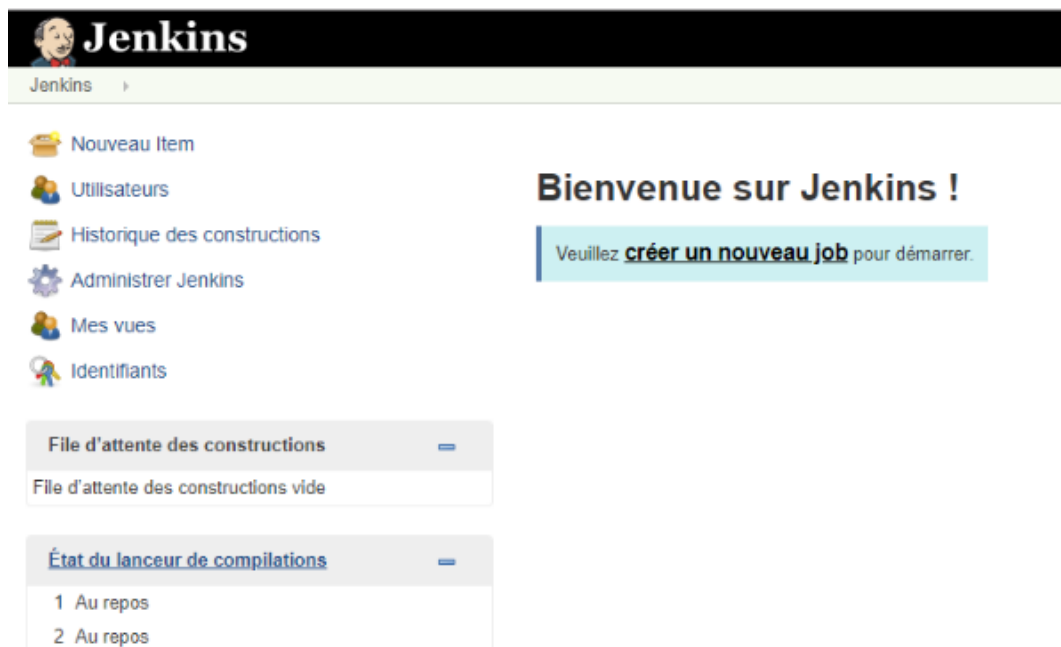 Jenkins
Jenkins
Nouveau Item
Utilisateurs
Historique des constructions
Administrer Jenkins
Mes vues
Identifiants
File d'attente des constructions
File d'attente des constructions vide
État du lanceur de compilations
1 Au repos
2 Au repos
Bienvenue sur Jenkins !
Veuillez créer un nouveau job pour démarrer.